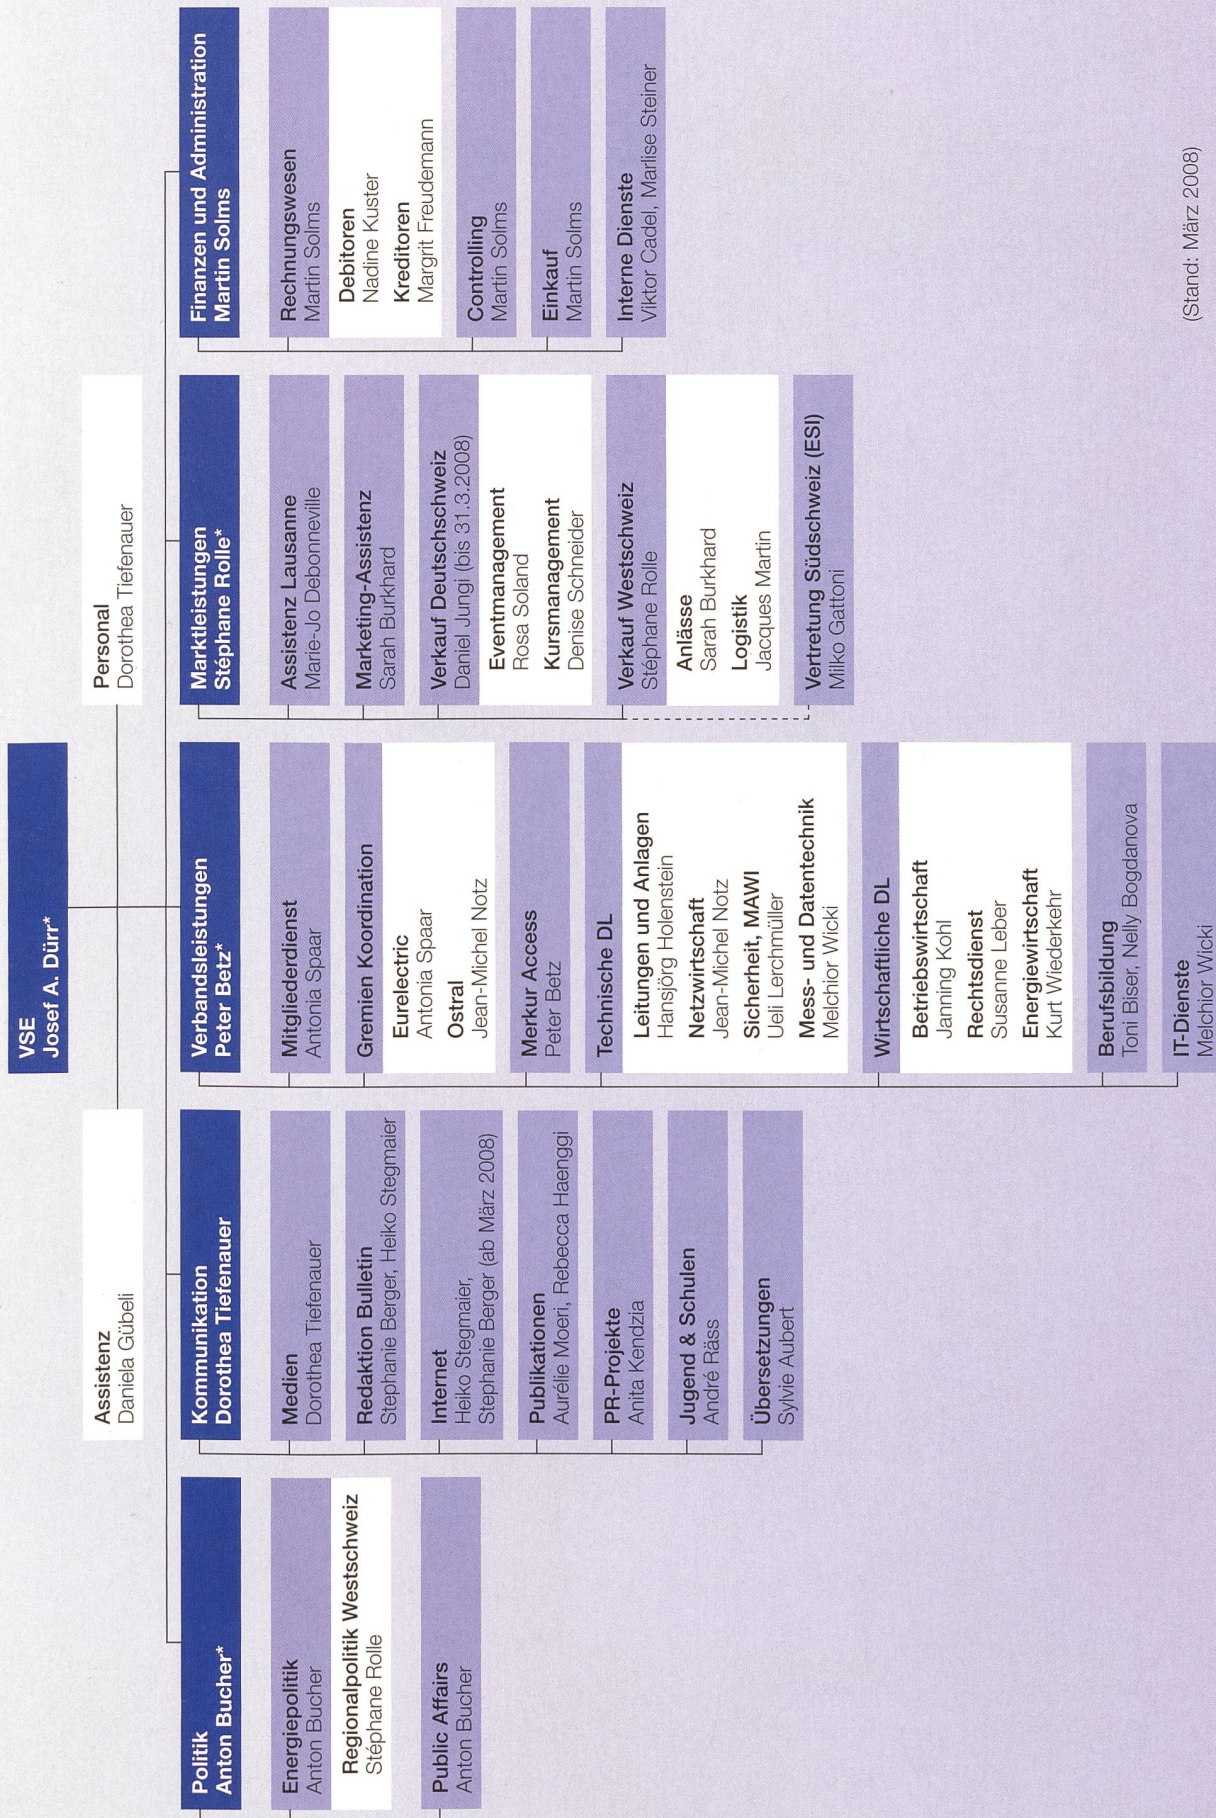 VSE
Josef A. Dürr*
Assistenz
Daniela Gübeli
Personal
Dorothea Tiefenauer
Politik
Anton Bucher*
Energiepolitik
Anton Bucher
Regionalpolitik Westschweiz
Stéphane Rolle
Public Affairs
Anton Bucher
Kommunikation
Dorothea Tiefenauer
Medien
Dorothea Tiefenauer
Redaktion Bulletin
Stephanie Berger, Heiko Stegmaier
Internet
Heiko Stegmaier,
Stephanie Berger (ab März 2008)
Publikationen
Aurélie Moeri, Rebecca Haenggi
PR-Projekte
Anita Kendzia
Jugend & Schulen
André Räss
Übersetzungen
Sylvie Aubert
Verbandsleistungen
Peter Betz*
Mitgliederdienst
Antonia Spaar
Gremien Koordination
Eurelectric
Antonia Spaar
Ostral
Jean-Michel Notz
Merkur Access
Peter Betz
Technische DL
Leitungen und Anlagen
Hansjörg Holenstein
Netzwirtschaft
Jean-Michel Notz
Sicherheit, MAWI
Ueli Lerchmüller
Mess- und Datentechnik
Melchior Wicki
Wirtschaftliche DL
Betriebswirtschaft
Janning Kohl
Rechtsdienst
Susanne Leber
Energiewirtschaft
Kurt Wiederkehr
Berufsbildung
Toni Biser, Nelly Bogdanova
IT-Dienste
Melchior Wicki
Marktleistungen
Stéphane Rolle*
Assistenz Lausanne
Marie-Jo Debonneville
Marketing-Assistenz
Sarah Burkhard
Verkauf Deutschschweiz
Daniel Jungi (bis 31.3.2008)
Eventmanagement
Rosa Soland
Kursmanagement
Denise Schneider
Verkauf Westschweiz
Stéphane Rolle
Anlässe
Sarah Burkhard
Logistik
Jacques Martin
Vertretung Südschweiz (ESI)
Milko Gattoni
Finanzen und Administration
Martin Solms
Rechnungswesen
Martin Solms
Debitoren
Nadine Kuster
Kreditoren
Margrit Freudemann
Controlling
Martin Solms
Einkauf
Martin Solms
Interne Dienste
Viktor Cadel, Marlise Steiner
(Stand: März 2008)